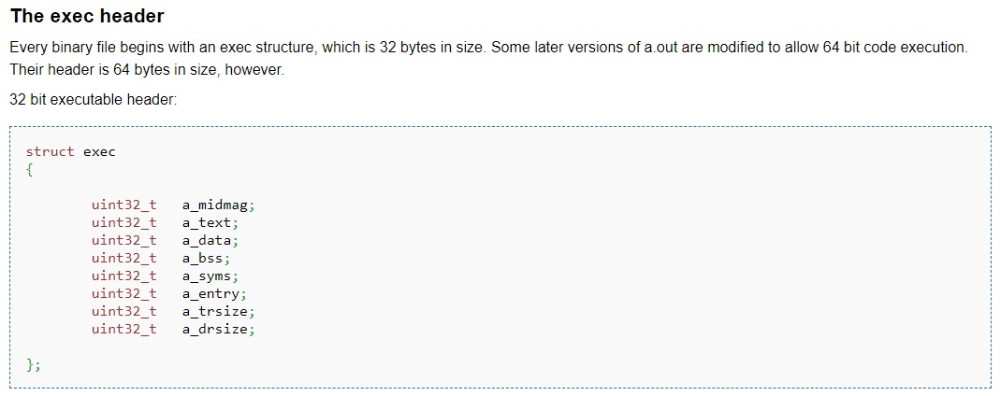 The exec header
Every binary file begins with an exec structure, which is 32 bytes in size. Some later versions of a.out are modified to allow 64 bit code execution.
Their header is 64 bytes in size, however.
32 bit executable header:
struct exec
{
uint32_t a_midmag;
uint32_t a_text;
uint32_t a_data;
uint32_t a_bss;
uint32_t a_syms;
uint32_t a_entry;
uint32_t a_trsize;
uint32_t a_drsize;
};